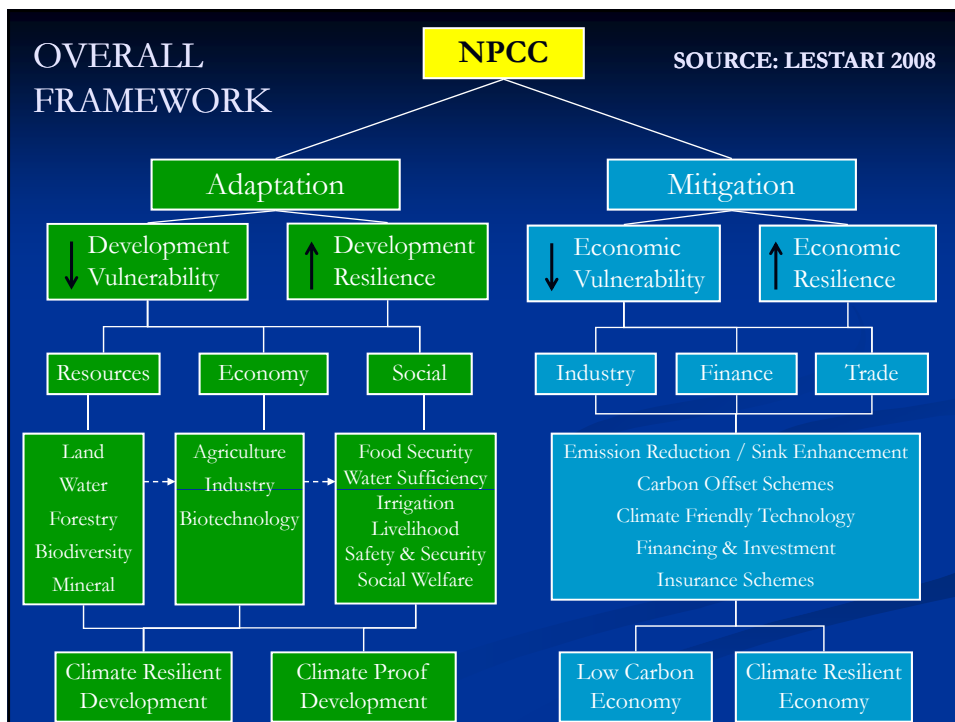 OVERALL
FRAMEWORK
NPCC
SOURCE: LESTARI 2008
Adaptation
Mitigation
Development
Vulnerability
Development
Resilience
Economic
Vulnerability
Economic
Resilience
Resources
Economy
Social
Industry
Finance
Trade
Land
Water
Forestry
Biodiversity
Mineral
Agriculture
Industry
Biotechnology
Food Security
Water Sufficiency
Irrigation
Livelihood
Safety & Security
Social Welfare
Emission Reduction / Sink Enhancement
Carbon Offset Schemes
Climate Friendly Technology
Financing & Investment
Insurance Schemes
Climate Resilient
Development
Climate Proof
Development
Low Carbon
Economy
Climate Resilient
Economy